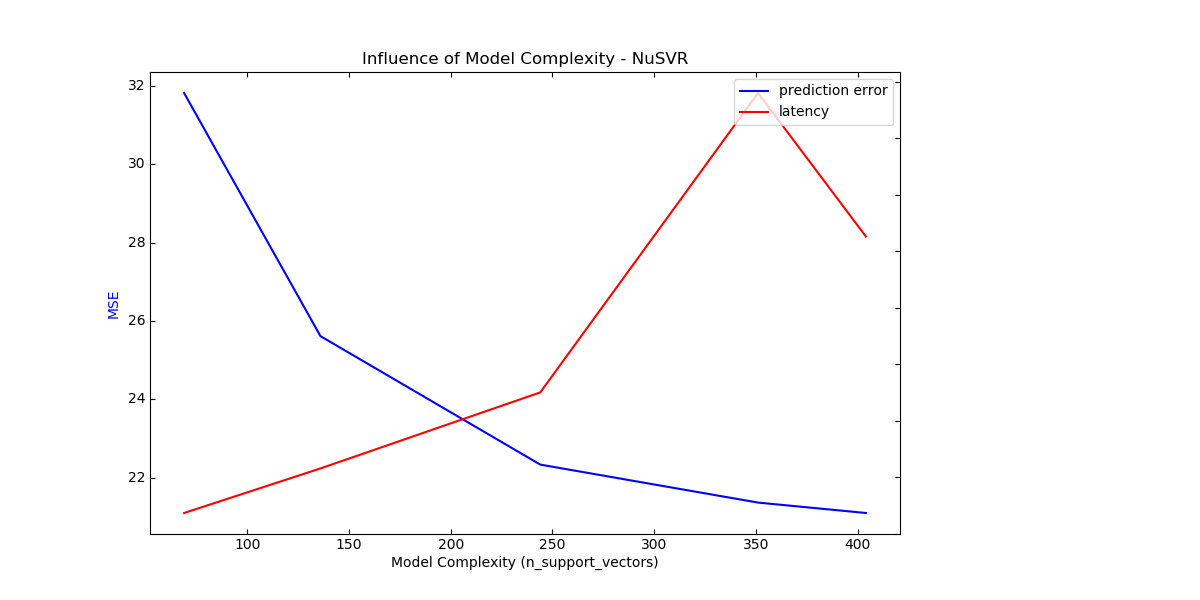 Influence of Model Complexity - NuSVR
prediction error
latency
32
30
28
26
24
22
MSE
100 150 200 250 300 350 400
Model Complexity (n_support_vectors)